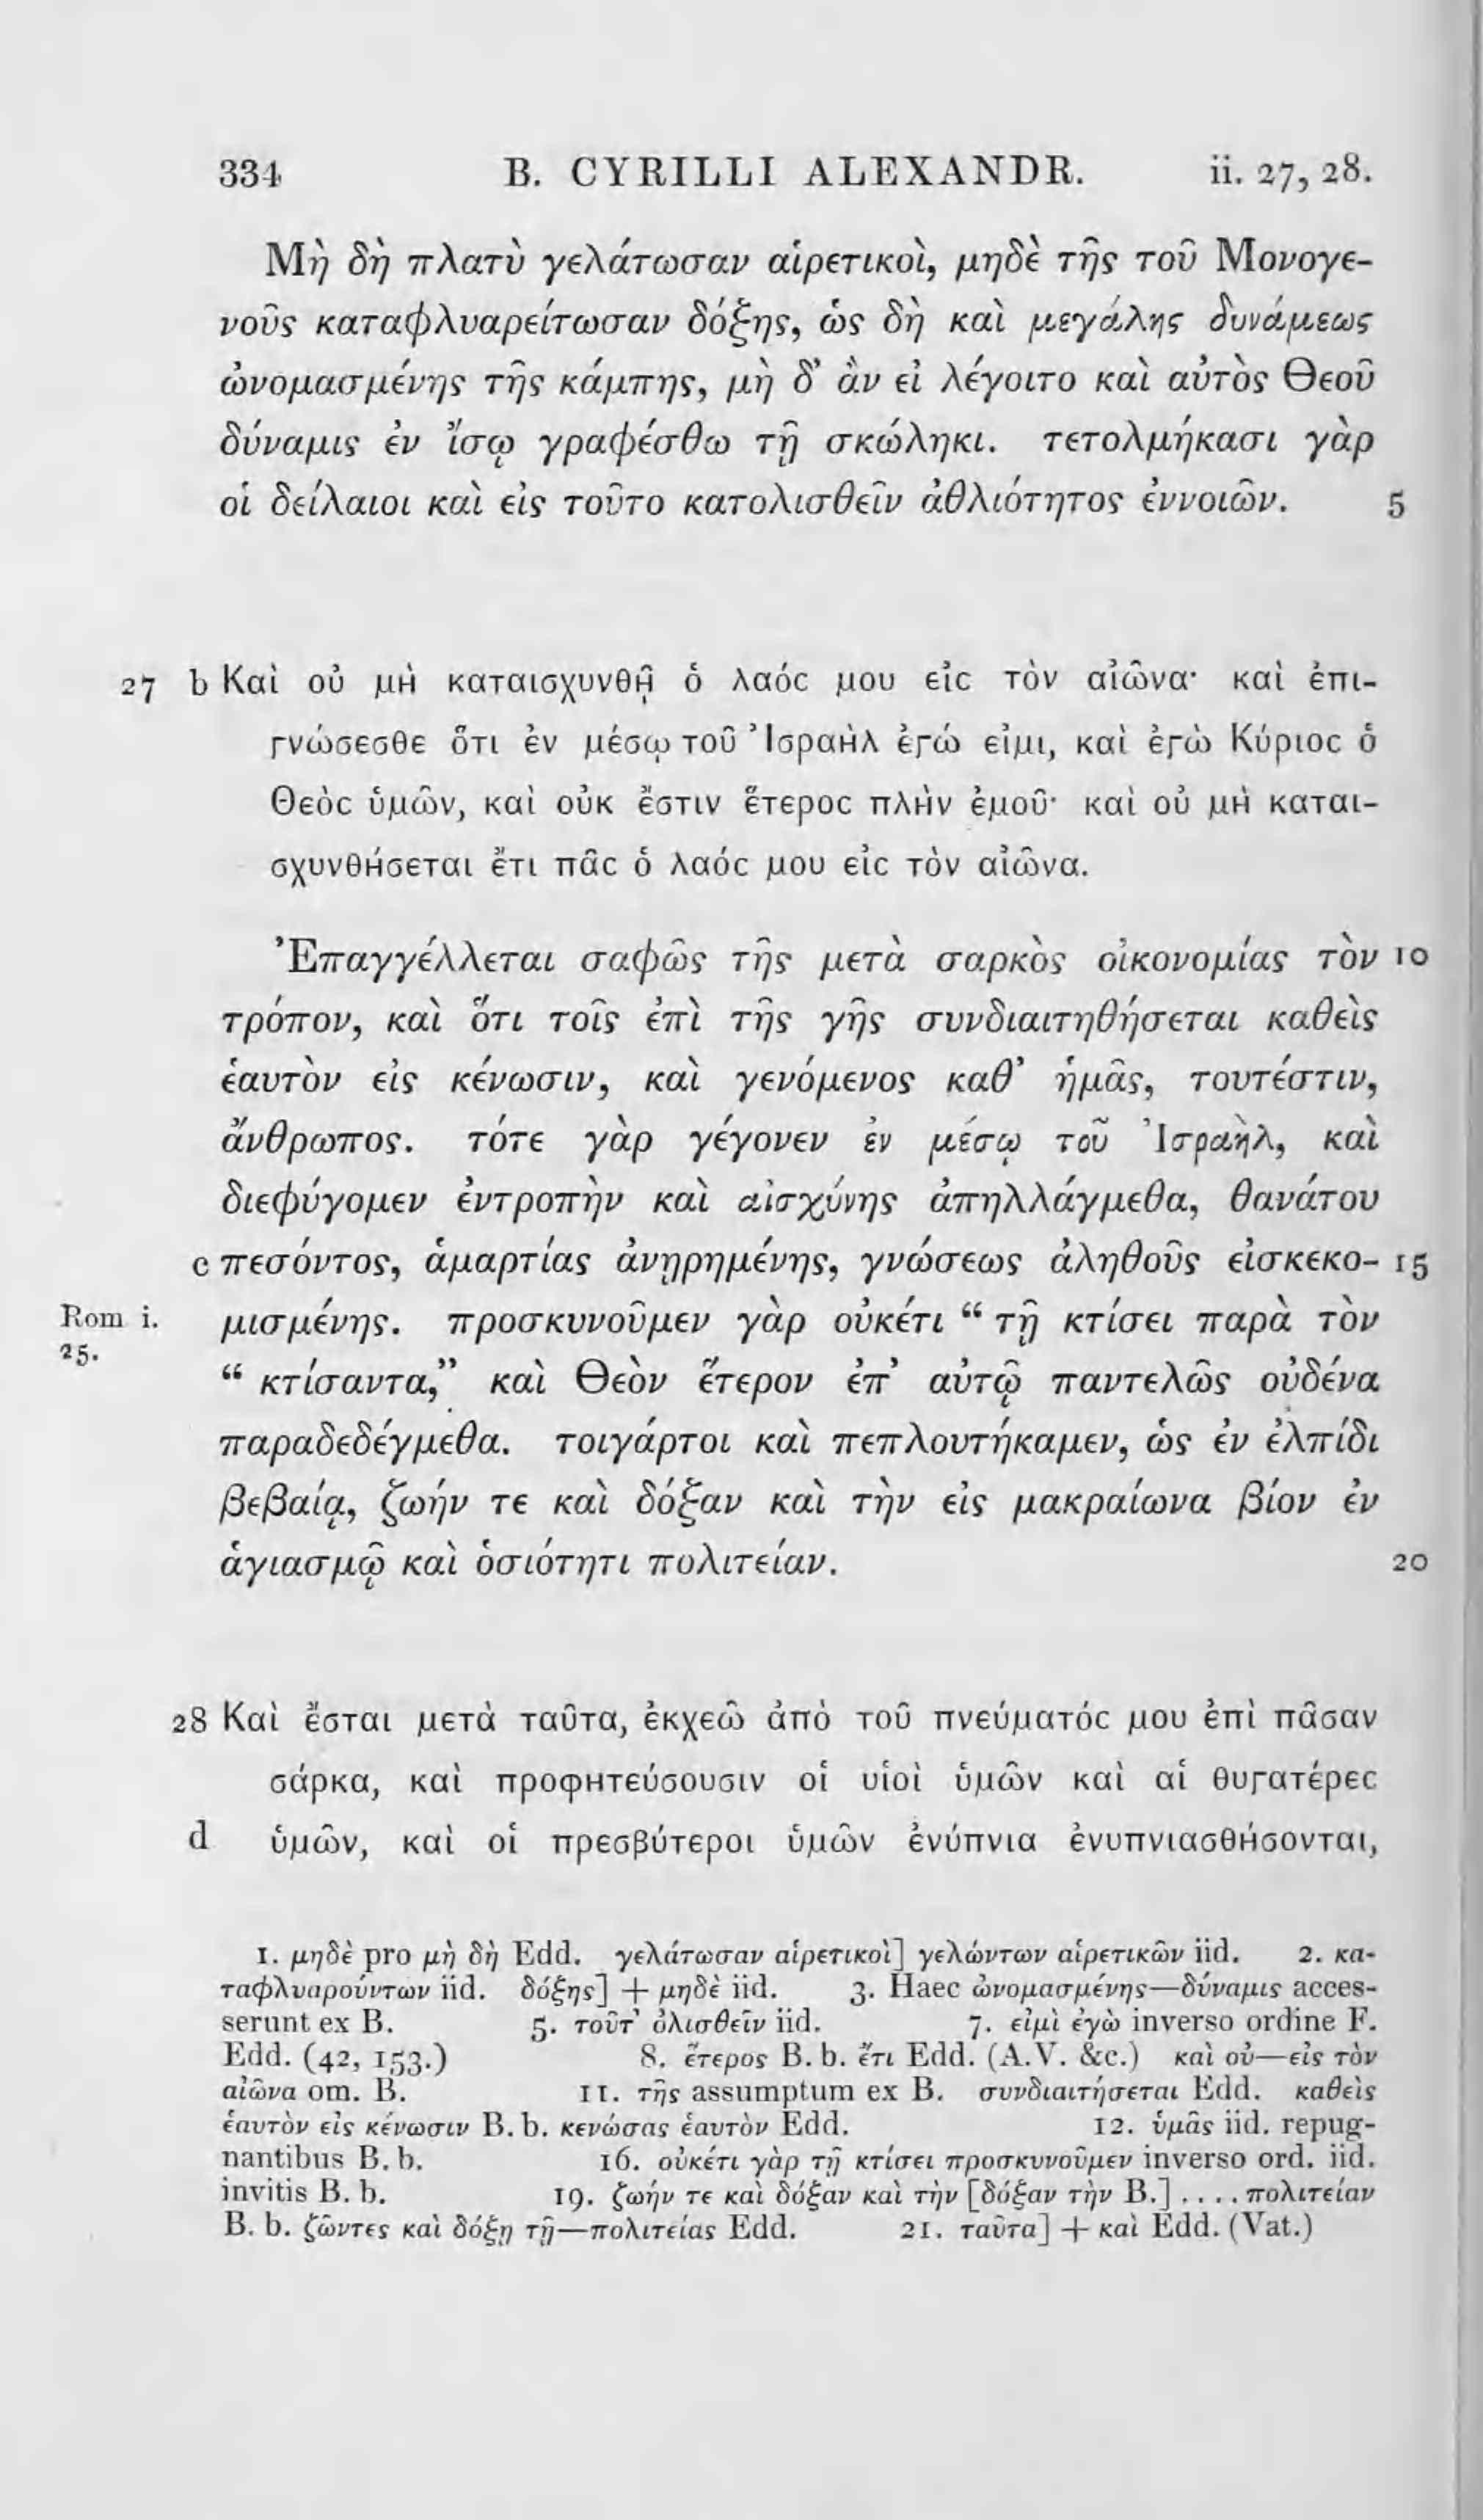 334 B. CYRILLI ALEXANDR. ii. 27, 28.
Μὴ δὴ πλατὺ γελάτωσαν αἱρετικοὶ, μηδὲ τῆς τοῦ Μονογε-
νοῦς καταφλυαρείτωσαν δόξης, ὡς δὴ καὶ μεγάλης δυνάμεως
ὠνομασμένης τῆς κάμπης, μὴ δ’ ἂν εἰ λέγοιτο καὶ αὐτὸς Θεοῦ
δύναμις ἐν ἴσῳ γραφέσθω τῇ σκώληκι. τετολμήκασι γὰρ
οἱ δείλαιοι καὶ εἰς τοῦτο κατολισθεῖν ἀθλιότητος ἐννοιῶν. 5
27 b Καὶ οὐ μὴ καταισχυνθῇ ὁ λαός μου εἰς τὸν αἰῶνα· καὶ ἐπι-
γνώσεσθε ὅτι ἐν μέσῳ τοῦ Ἰσραὴλ ἐγώ εἰμι, καὶ ἐγὼ Κύριος ὁ
Θεὸς ὑμῶν, καὶ οὐκ ἔστιν ἕτερος πλὴν ἐμοῦ· καὶ οὐ μὴ καται-
σχυνθήσεται ἔτι πᾶς ὁ λαός μου εἰς τὸν αἰῶνα.
Ἐπαγγέλλεται σαφῶς τῆς μετὰ σαρκὸς οἰκονομίας τὸν 10
τρόπον, καὶ ὅτι τοῖς ἐπὶ τῆς γῆς συνδιαιτηθήσεται καθεὶς
ἑαυτὸν εἰς κένωσιν, καὶ γενόμενος καθ’ ἡμᾶς, τουτέστιν,
ἄνθρωπος. τότε γὰρ γέγονεν ἐν μέσῳ τοῦ Ἰσραὴλ, καὶ
διεφύγομεν ἐντροπὴν καὶ αἰσχύνης ἀπηλλάγμεθα, θανάτου
c πεσόντος, ἁμαρτίας ἀνῃρημένης, γνώσεως ἀληθοῦς εἰσκεκο- 15
Rom i. μισμένης. προσκυνοῦμεν γὰρ οὐκέτι “ τῇ κτίσει παρὰ τὸν
25. “ κτίσαντα,” καὶ Θεὸν ἕτερον ἐπ’ αὐτῷ παντελῶς οὐδένα
παραδεδέγμεθα. τοιγάρτοι καὶ πεπλουτήκαμεν, ὡς ἐν ἐλπίδι
βεβαίᾳ, ζωήν τε καὶ δόξαν καὶ τὴν εἰς μακραίωνα βίον ἐν
ἁγιασμῷ καὶ ὁσιότητι πολιτείαν. 20
28 Καὶ ἔσται μετὰ ταῦτα, ἐκχεῶ ἀπὸ τοῦ πνεύματός μου ἐπὶ πᾶσαν
σάρκα, καὶ προφητεύσουσιν οἱ υἱοὶ ὑμῶν καὶ αἱ θυγατέρες
d ὑμῶν, καὶ οἱ πρεσβύτεροι ὑμῶν ἐνύπνια ἐνυπνιασθήσονται,
1. μηδὲ pro μὴ δὴ Edd. γελάτωσαν αἱρετικοὶ] γελώντων αἱρετικῶν iid. 2. κα-
ταφλυαρούντων iid. δόξης] + μηδὲ iid. 3. Haec ὠνομασμένης—δύναμις acces-
serunt ex B. 5. τοῦτ’ ὀλισθεῖν iid. 7. εἰμὶ ἐγὼ inverso ordine F.
Edd. (42, 153.) 8. ἕτερος B. b. ἔτι Edd. (A.V. &c.) καὶ οὐ—εἰς τὸν
αἰῶνα om. B. 11. τῆς assumptum ex B. συνδιαιτήσεται Edd. καθεὶς
ἑαυτὸν εἰς κένωσιν B. b. κενώσας ἑαυτὸν Edd. 12. ὑμᾶς iid. repug-
nantibus B. b. 16. οὐκέτι γὰρ τῇ κτίσει προσκυνοῦμεν inverso ord. iid.
invitis B. b. 19. ζωήν τε καὶ δόξαν καὶ τὴν [δόξαν τὴν B.] . . . . πολιτείαν
B. b. ζῶντες καὶ δόξῃ τῇ—πολιτείας Edd. 21. ταῦτα] + καὶ Edd. (Vat.)